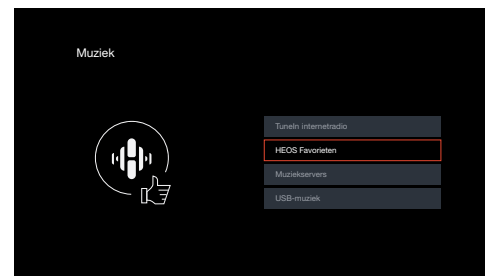 Muziek
TuneIn internetradio
HEOS Favorieten
Muziekservers
USB-muziek